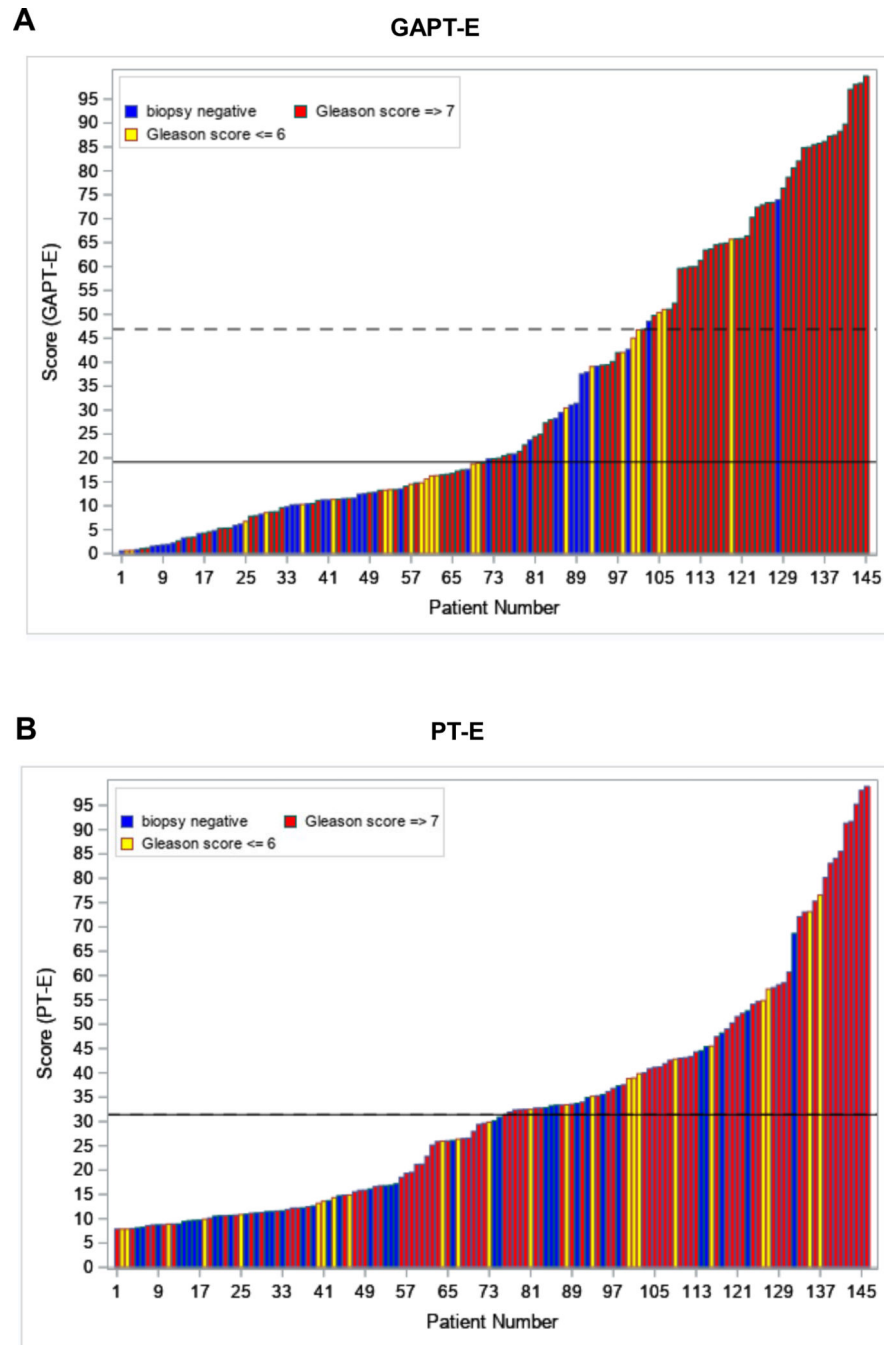 A
GAPT-E
biopsy negative Gleason score => 7
Gleason score <= 6
95
90
85
80
75
70
65
60
55
50
45
40
35
30
25
20
15
10
5
0
Score (GAPT-E)
1 9 17 25 33 41 49 57 65 73 81 89 97 105 113 121 129 137 145
Patient Number
B
PT-E
biopsy negative Gleason score => 7
Gleason score <= 6
95
90
85
80
75
70
65
60
55
50
45
40
35
30
25
20
15
10
5
0
Score (PT-E)
1 9 17 25 33 41 49 57 65 73 81 89 97 105 113 121 129 137 145
Patient Number